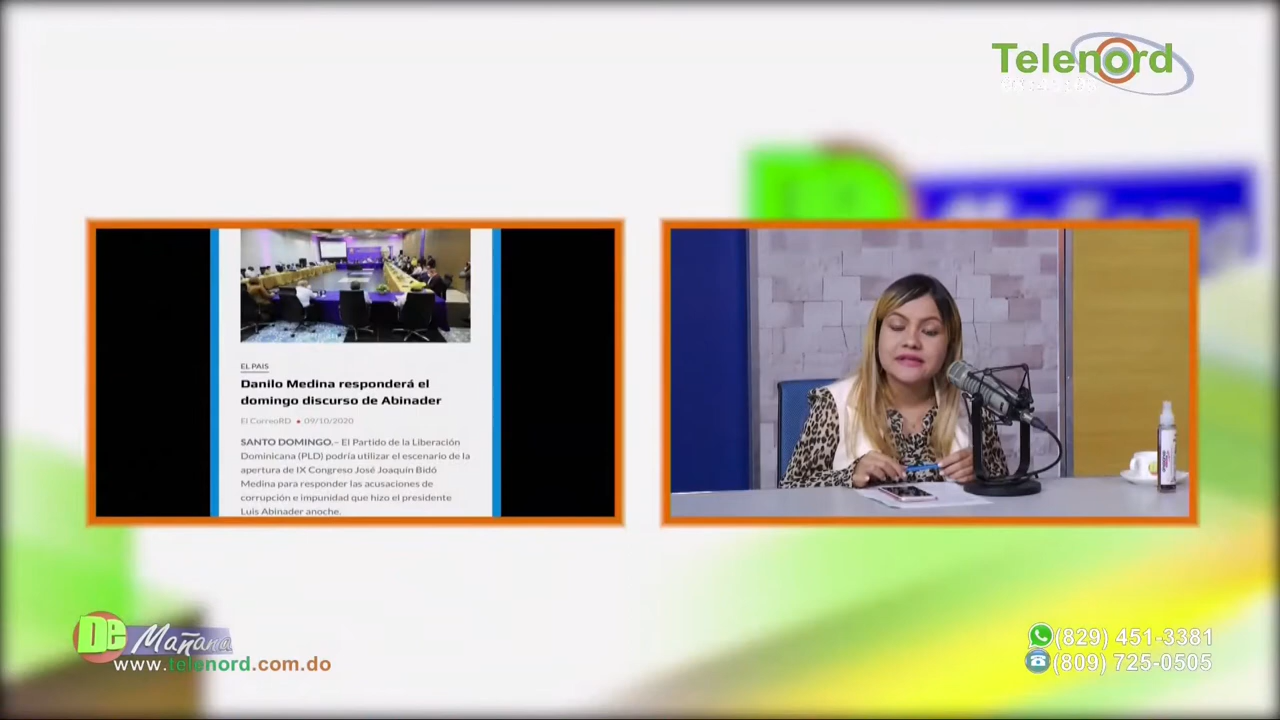 Telenord
EL PAIS
Danilo Medina responderá el
domingo discurso de Abinader
El CorreoRD • 09/10/2020
SANTO DOMINGO.– El Partido de la Liberación
Dominicana (PLD) podría utilizar el escenario de la
apertura de IX Congreso José Joaquín Bidó
Medina para responder las acusaciones de
corrupción e impunidad que hizo el presidente
Luis Abinader anoche.
De Mañana
www.telenord.com.do
(829) 451-3381
(809) 725-0505